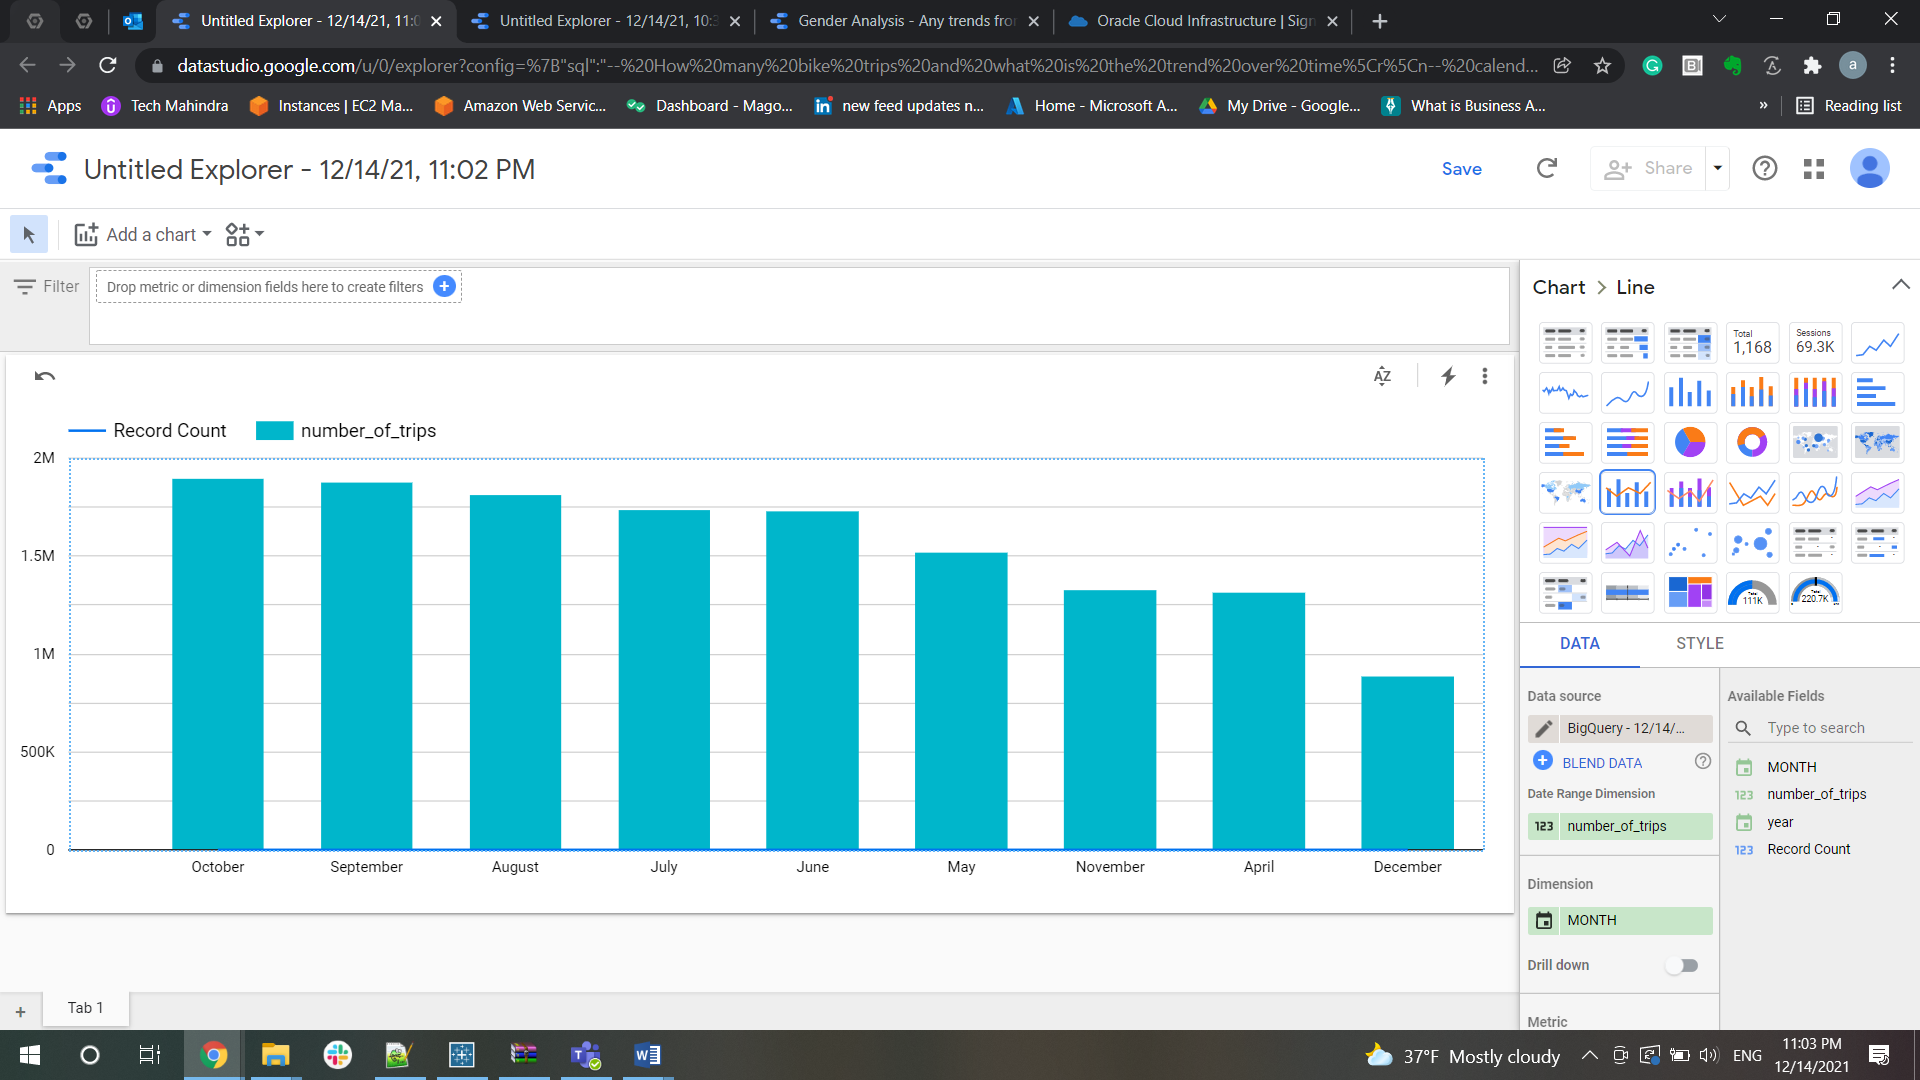 Untitled Explorer - 12/14/21, 11:0
Untitled Explorer - 12/14/21, 10:3
Gender Analysis - Any trends fro
Oracle Cloud Infrastructure | Sign
datastudio.google.com/u/0/explorer?config=%7B"sql":"--%20How%20many%20bike%20trips%20and%20what%20is%20the%20trend%20over%20time%5Cr%5Cn--%20calend...
a
Apps
Tech Mahindra
Instances | EC2 Ma...
Amazon Web Servic...
Dashboard - Mago...
new feed updates n...
Home - Microsoft A...
My Drive - Google...
What is Business A...
»
Reading list
Untitled Explorer - 12/14/21, 11:02 PM
Save
Share
Add a chart
Filter
Drop metric or dimension fields here to create filters
Chart > Line
Total
1,168
Sessions
69.3K
AZ
Record Count
number_of_trips
2M
1.5M
1M
500K
0
October
September
August
July
June
May
November
April
December
Total
111K
Total
220.7K
DATA
STYLE
Data source
BigQuery - 12/14/...
BLEND DATA
Date Range Dimension
123 number_of_trips
Dimension
MONTH
Drill down
Metric
Available Fields
Type to search
MONTH
123 number_of_trips
year
123 Record Count
+
Tab 1
37°F Mostly cloudy
ENG
11:03 PM
12/14/2021